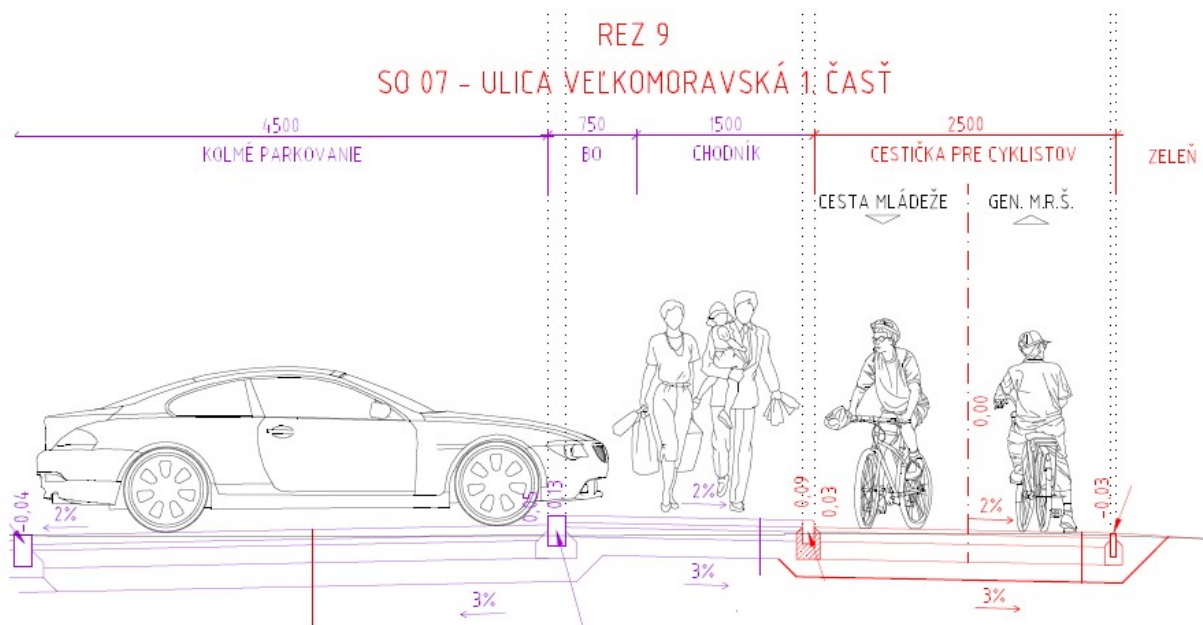 REZ 9
SO 07 - ULICA VEĽKOMORAVSKÁ 1. ČASŤ
4500 750 1500 2500
KOLMÉ PARKOVANIE BO CHODNÍK CESTIČKA PRE CYKLISTOV ZELEŇ
CESTA MLÁDEŽE GEN. M.R.Š.
0,00
-0,04 2% 0,05 0,13 2% 0,09 0,03 2% -0,03
3% 3% 3%